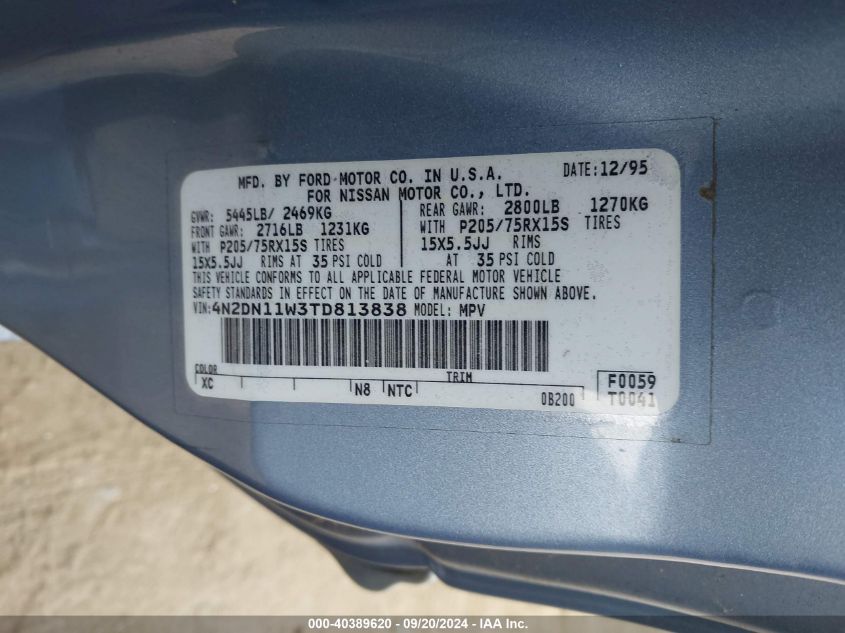 MFD. BY FORD MOTOR CO. IN U.S.A. DATE:12/95
FOR NISSAN MOTOR CO., LTD.
GVWR: 5445LB/ 2469KG
FRONT GAWR: 2716LB 1231KG
WITH P205/75RX15S TIRES
15X5.5JJ RIMS AT 35 PSI COLD
REAR GAWR: 2800LB 1270KG
WITH P205/75RX15S TIRES
15X5.5JJ RIMS
AT 35 PSI COLD
THIS VEHICLE CONFORMS TO ALL APPLICABLE FEDERAL MOTOR VEHICLE
SAFETY STANDARDS IN EFFECT ON THE DATE OF MANUFACTURE SHOWN ABOVE.
VIN:4N2DN11W3TD813838 MODEL: MPV
COLOR TRIM
XC N8 NTC 0B200
F0059
T0041
000-40389620 - 09/20/2024 - IAA Inc.